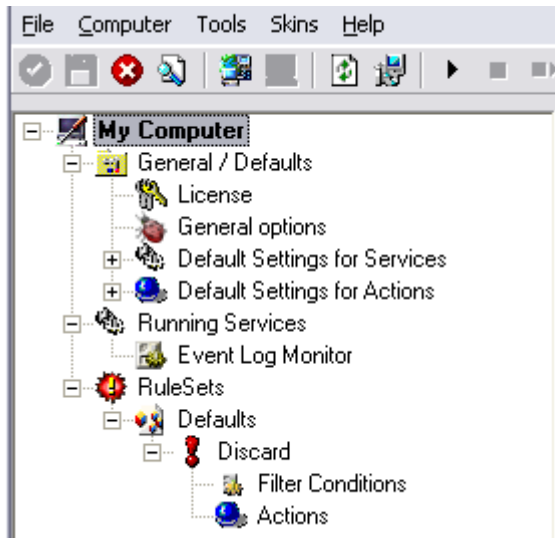 File Computer Tools Skins Help
My Computer
General / Defaults
License
General options
Default Settings for Services
Default Settings for Actions
Running Services
Event Log Monitor
RuleSets
Defaults
Discard
Filter Conditions
Actions